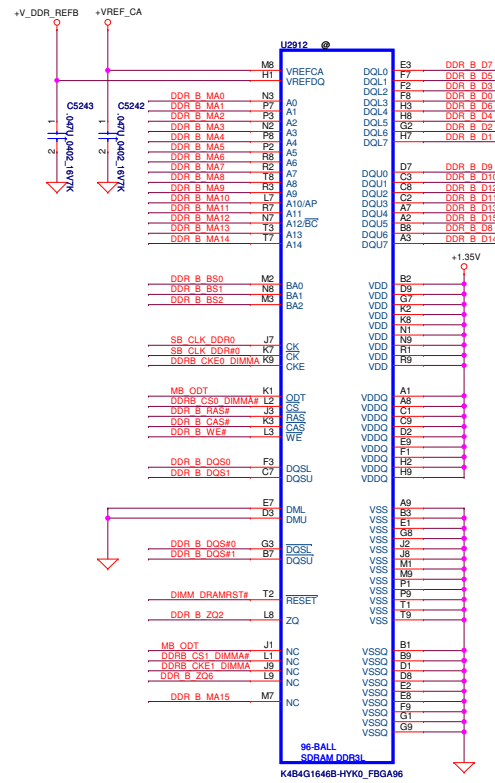 +V_DDR_REFB
+VREF_CA
U2912 @
M8 VREFCA
H1 VREFDQ
C5243
.047U_0402_16V7K
1
2
C5242
.047U_0402_16V7K
1
2
DDR_B_MA0 N3 A0
DDR_B_MA1 P7 A1
DDR_B_MA2 P3 A2
DDR_B_MA3 N2 A3
DDR_B_MA4 P8 A4
DDR_B_MA5 P2 A5
DDR_B_MA6 R8 A6
DDR_B_MA7 R2 A7
DDR_B_MA8 T8 A8
DDR_B_MA9 R3 A9
DDR_B_MA10 L7 A10/AP
DDR_B_MA11 R7 A11
DDR_B_MA12 N7 A12/BC
DDR_B_MA13 T3 A13
DDR_B_MA14 T7 A14
DQL0 E3 DDR_B_D7
DQL1 F7 DDR_B_D5
DQL2 F2 DDR_B_D3
DQL3 F8 DDR_B_D0
DQL4 H3 DDR_B_D6
DQL5 H8 DDR_B_D4
DQL6 G2 DDR_B_D2
DQL7 H7 DDR_B_D1
DQU0 D7 DDR_B_D9
DQU1 C3 DDR_B_D10
DQU2 C8 DDR_B_D12
DQU3 C2 DDR_B_D11
DQU4 A7 DDR_B_D13
DQU5 A2 DDR_B_D15
DQU6 B8 DDR_B_D8
DQU7 A3 DDR_B_D14
+1.35V
DDR_B_BS0 M2 BA0
DDR_B_BS1 N8 BA1
DDR_B_BS2 M3 BA2
VDD B2
VDD D9
VDD G7
VDD K2
VDD K8
VDD N1
VDD N9
VDD R1
VDD R9
SB_CLK_DDR0 J7 CK
SB_CLK_DDR#0 K7 CK
DDRB_CKE0_DIMMA K9 CKE
MB_ODT K1 ODT
DDRB_CS0_DIMMA# L2 CS
DDR_B_RAS# J3 RAS
DDR_B_CAS# K3 CAS
DDR_B_WE# L3 WE
VDDQ A1
VDDQ A8
VDDQ C1
VDDQ C9
VDDQ D2
VDDQ E9
VDDQ F1
VDDQ H2
VDDQ H9
DDR_B_DQS0 F3 DQSL
DDR_B_DQS1 C7 DQSU
E7 DML
D3 DMU
VSS A9
VSS B3
VSS E1
VSS G8
VSS J2
VSS J8
VSS M1
VSS M9
VSS P1
VSS P9
VSS T1
VSS T9
DDR_B_DQS#0 G3 DQSL
DDR_B_DQS#1 B7 DQSU
DIMM_DRAMRST# T2 RESET
DDR_B_ZQ2 L8 ZQ
MB_ODT J1 NC
DDRB_CS1_DIMMA# L1 NC
DDRB_CKE1_DIMMA J9 NC
DDR_B_ZQ6 L9 NC
DDR_B_MA15 M7 NC
VSSQ B1
VSSQ B9
VSSQ D1
VSSQ D8
VSSQ E2
VSSQ E8
VSSQ F9
VSSQ G1
VSSQ G9
96-BALL
SDRAM DDR3L
K4B4G1646B-HYK0_FBGA96